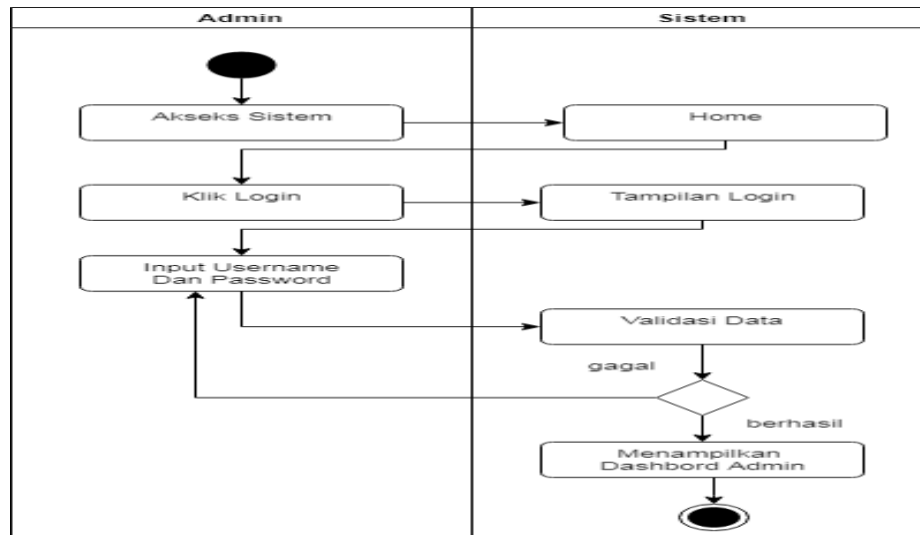 Admin
Sistem
Akseks Sistem
Home
Klik Login
Tampilan Login
Input Username
Dan Password
Validasi Data
gagal
berhasil
Menampilkan
Dashbord Admin